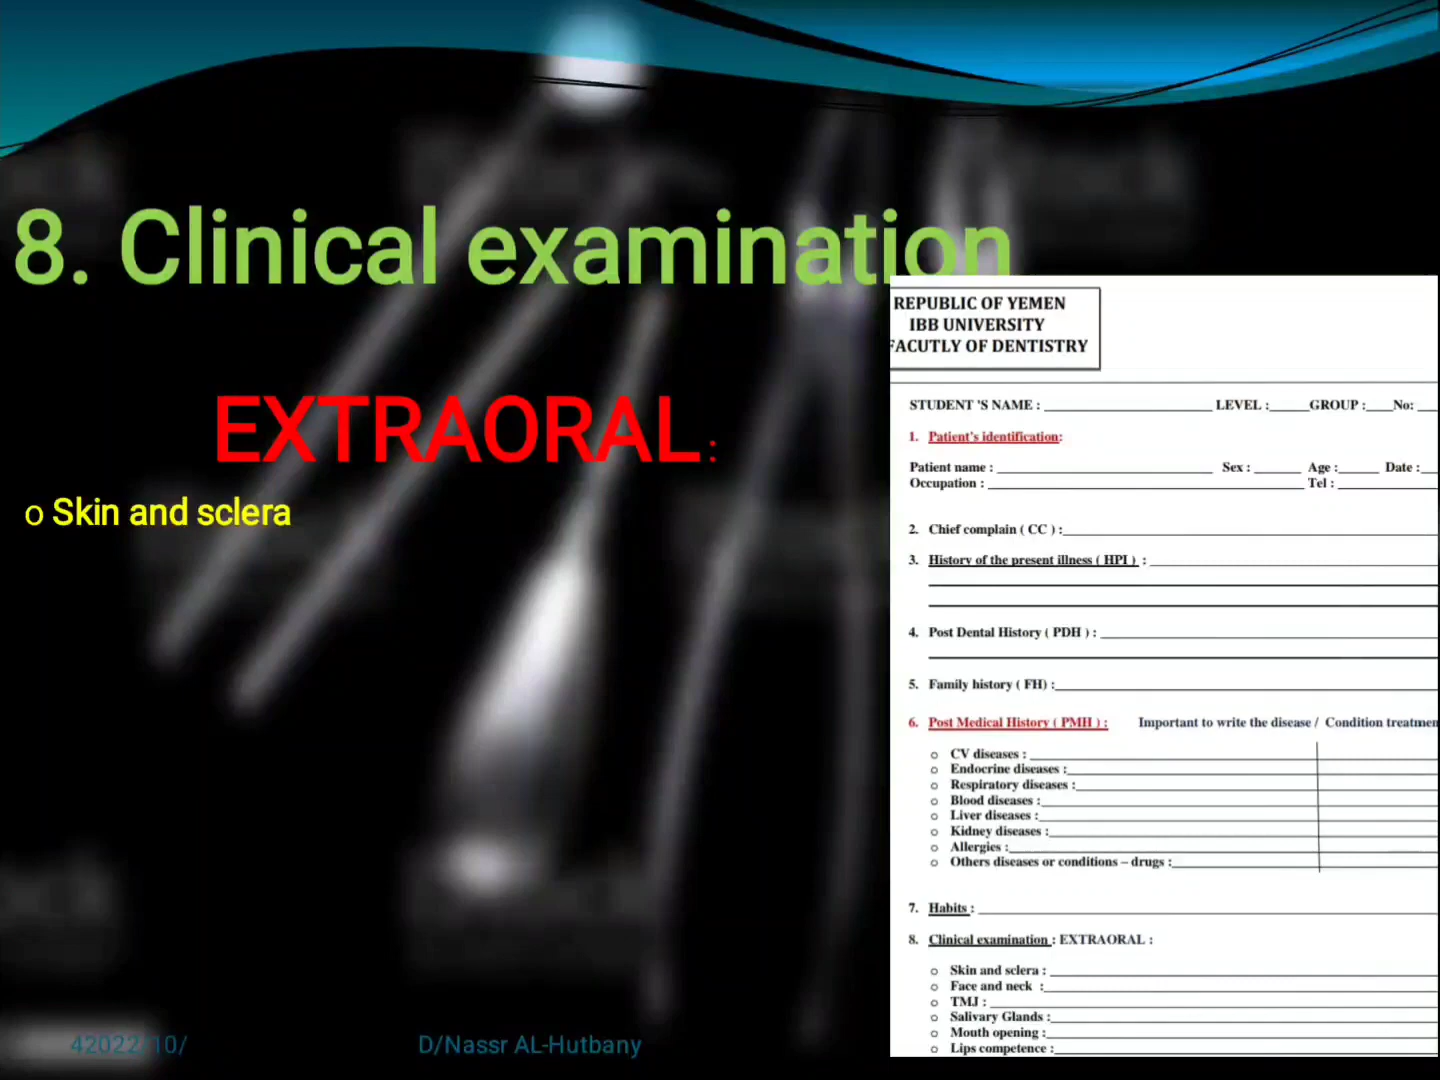 8. Clinical examination
EXTRAORAL :
o Skin and sclera
REPUBLIC OF YEMEN
IBB UNIVERSITY
FACUTLY OF DENTISTRY
STUDENT 'S NAME : LEVEL : GROUP : No:
1. Patient's identification:
Patient name : Sex : Age : Date :
Occupation : Tel :
2. Chief complain ( CC ) :
3. History of the present illness ( HPI ) :
4. Post Dental History ( PDH ) :
5. Family history ( FH) :
6. Post Medical History ( PMH ) : Important to write the disease / Condition treatmen
o CV diseases :
o Endocrine diseases :
o Respiratory diseases :
o Blood diseases :
o Liver diseases :
o Kidney diseases :
o Allergies :
o Others diseases or conditions – drugs :
7. Habits :
8. Clinical examination : EXTRAORAL :
o Skin and sclera :
o Face and neck :
o TMJ :
o Salivary Glands :
o Mouth opening :
o Lips competence :
42022/10/
D/Nassr AL-Hutbany